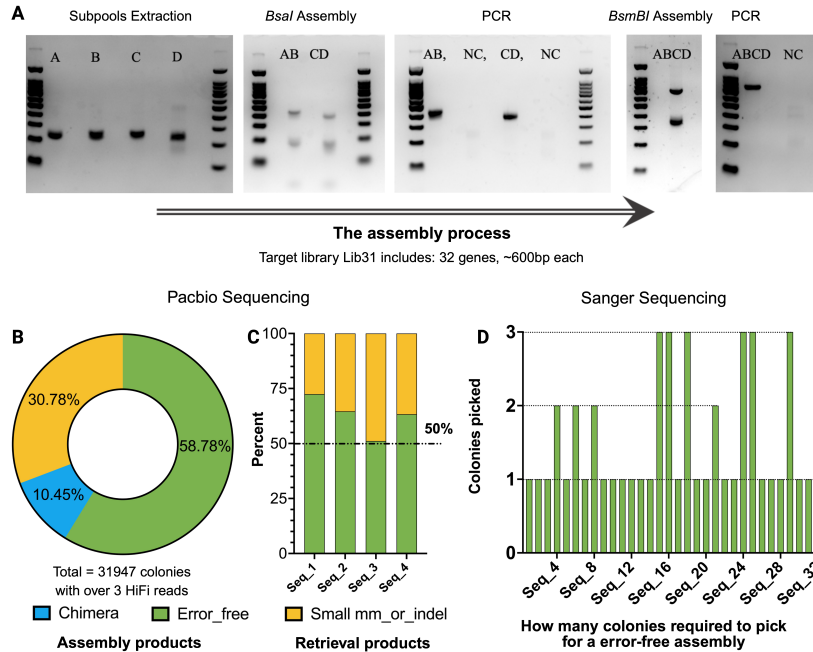 A
Subpools Extraction
BsaI Assembly
PCR
BsmBI Assembly
PCR
A B C D
AB CD
AB, NC, CD, NC
ABCD
ABCD NC
The assembly process
Target library Lib31 includes: 32 genes, ~600bp each
Pacbio Sequencing
Sanger Sequencing
B
30.78%
58.78%
10.45%
Total = 31947 colonies
with over 3 HiFi reads
C
Percent
100
75
50
25
0
50%
Seq_1
Seq_2
Seq_3
Seq_4
Chimera
Error_free
Small mm_or_indel
Assembly products
Retrieval products
D
Colonies picked
3
2
1
0
Seq_4
Seq_8
Seq_12
Seq_16
Seq_20
Seq_24
Seq_28
Seq_32
How many colonies required to pick
for a error-free assembly